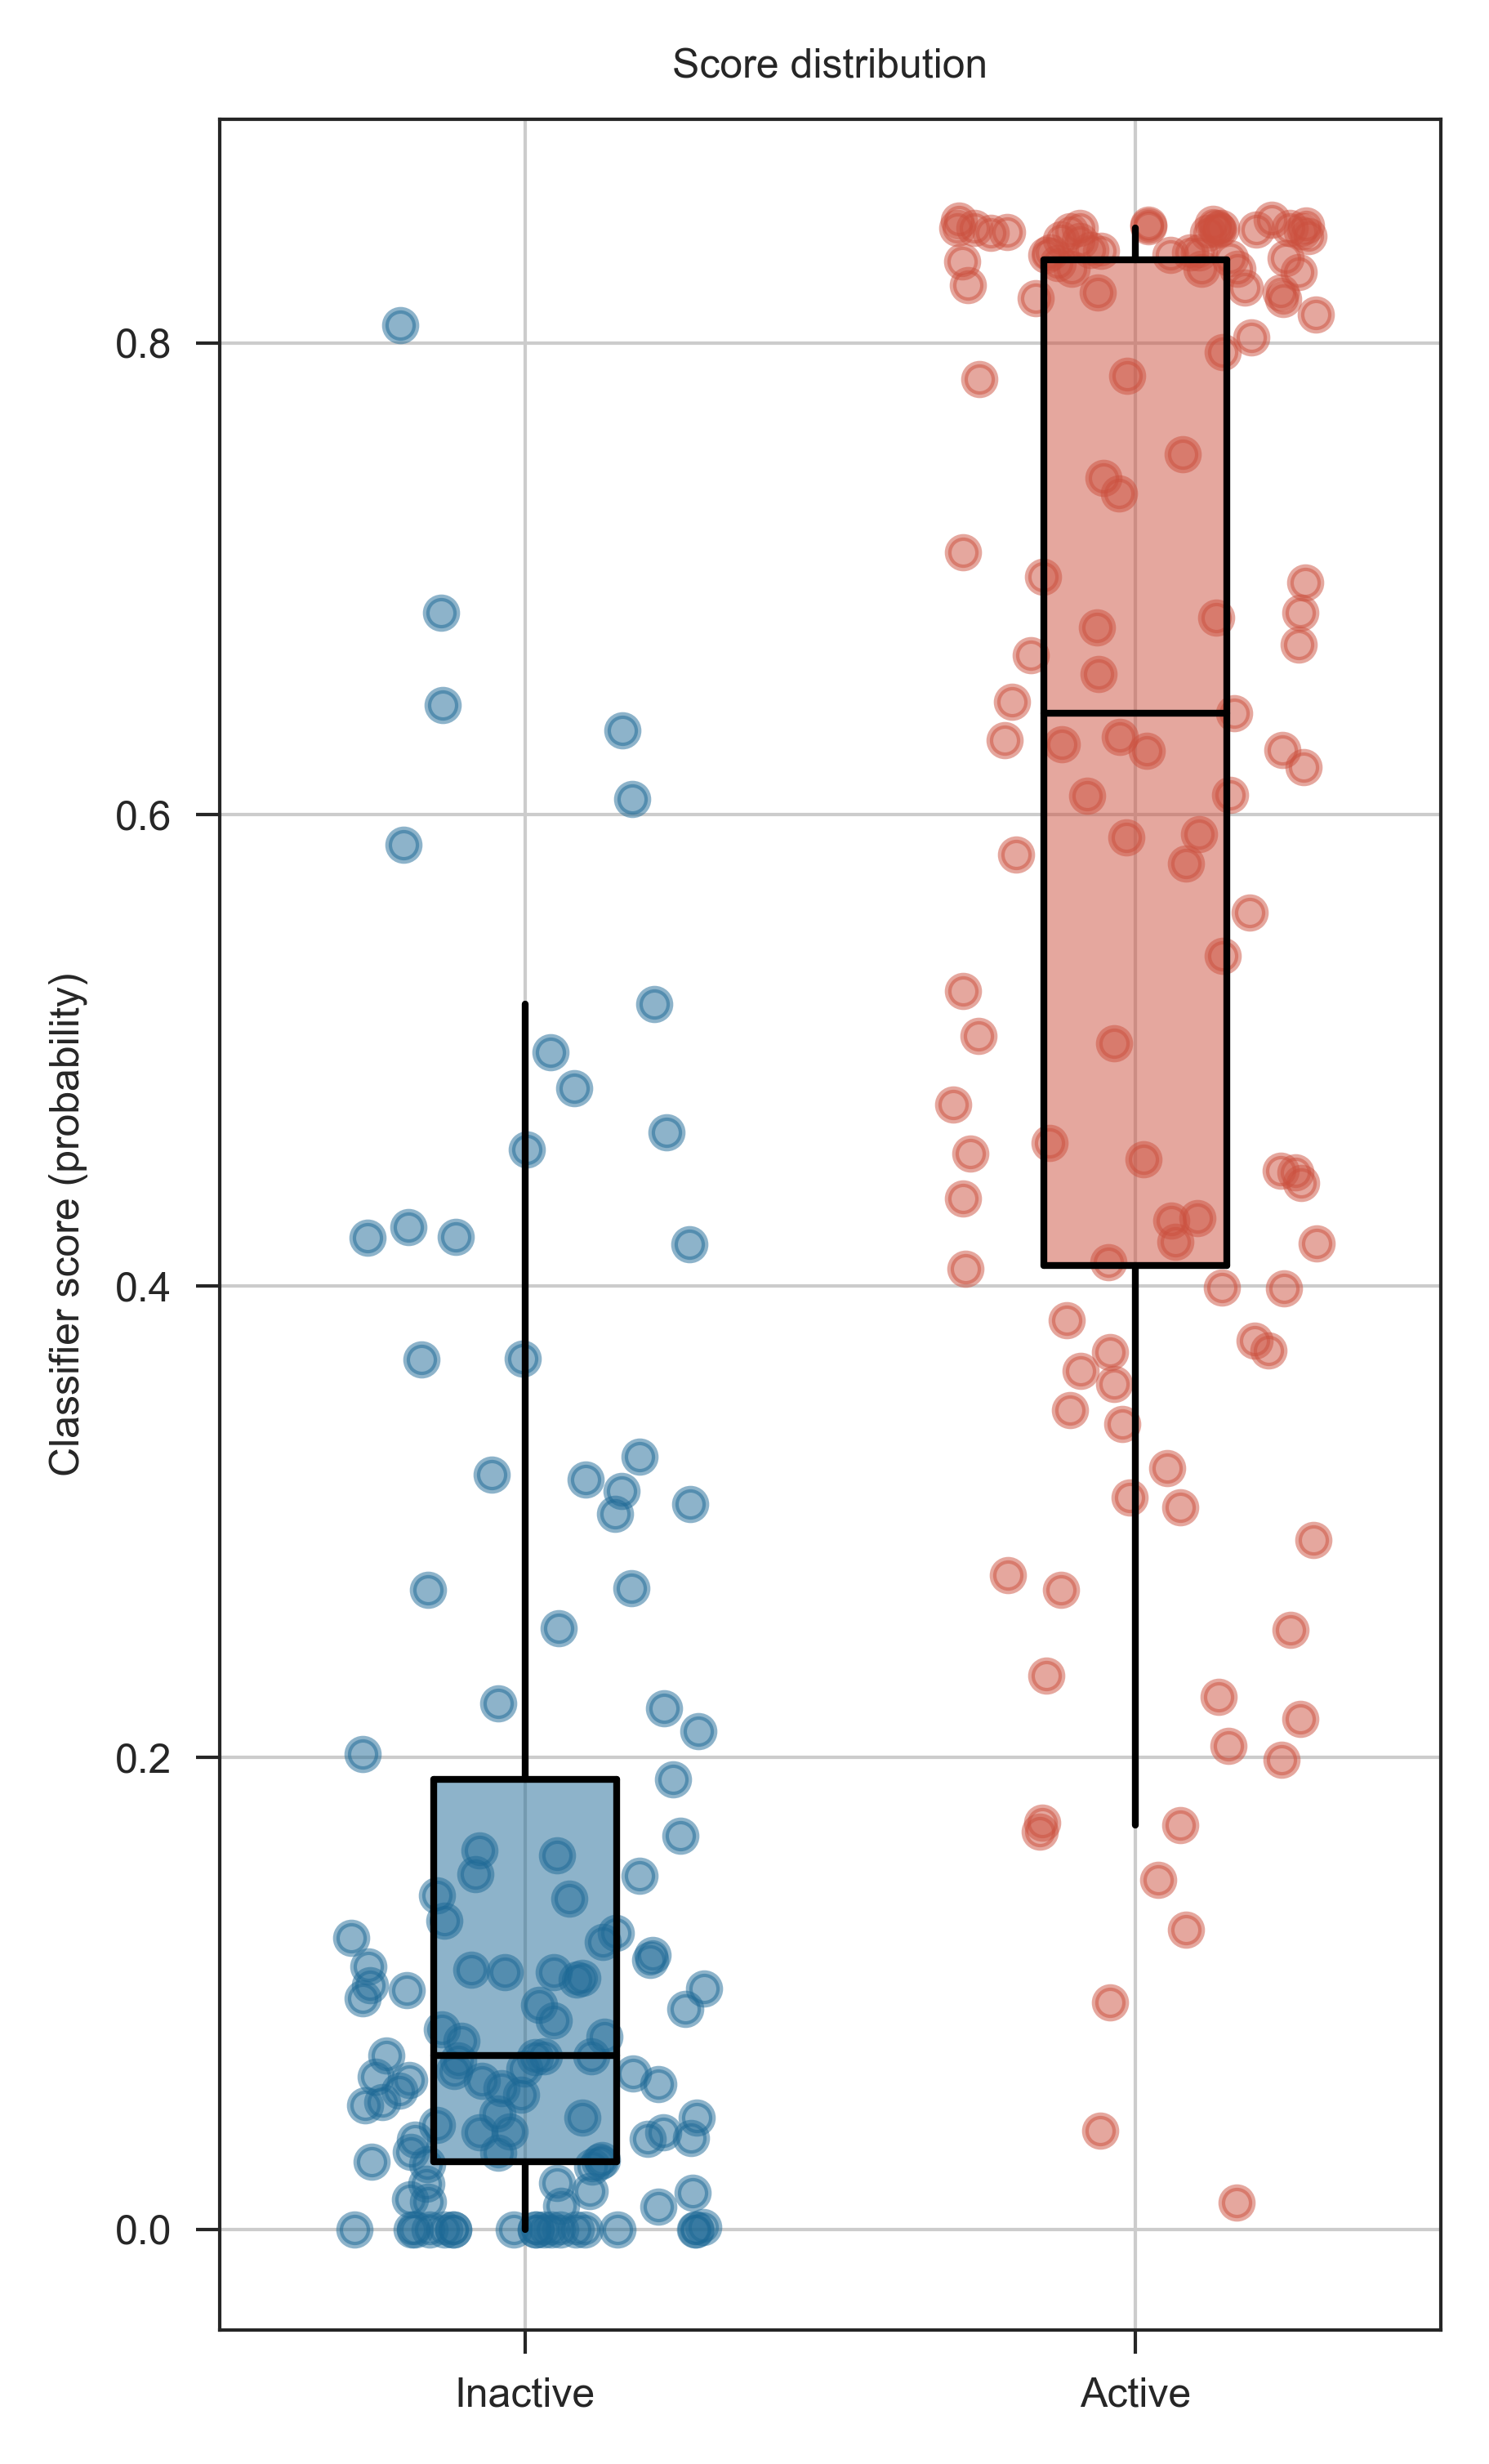 Score distribution
Classifier score (probability)
0.8
0.6
0.4
0.2
0.0
Inactive
Active